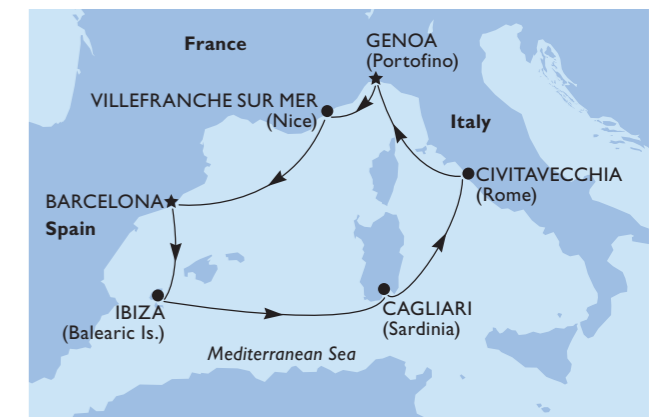 France
GENOA
(Portofino)
VILLEFRANCHE SUR MER
(Nice)
Italy
CIVITAVECCHIA
(Rome)
BARCELONA
Spain
IBIZA
(Balearic Is.)
CAGLIARI
(Sardinia)
Mediterranean Sea